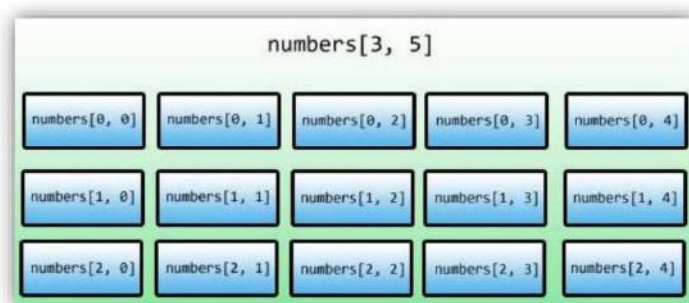 numbers[3, 5]
numbers[0, 0] numbers[0, 1] numbers[0, 2] numbers[0, 3] numbers[0, 4]
numbers[1, 0] numbers[1, 1] numbers[1, 2] numbers[1, 3] numbers[1, 4]
numbers[2, 0] numbers[2, 1] numbers[2, 2] numbers[2, 3] numbers[2, 4]